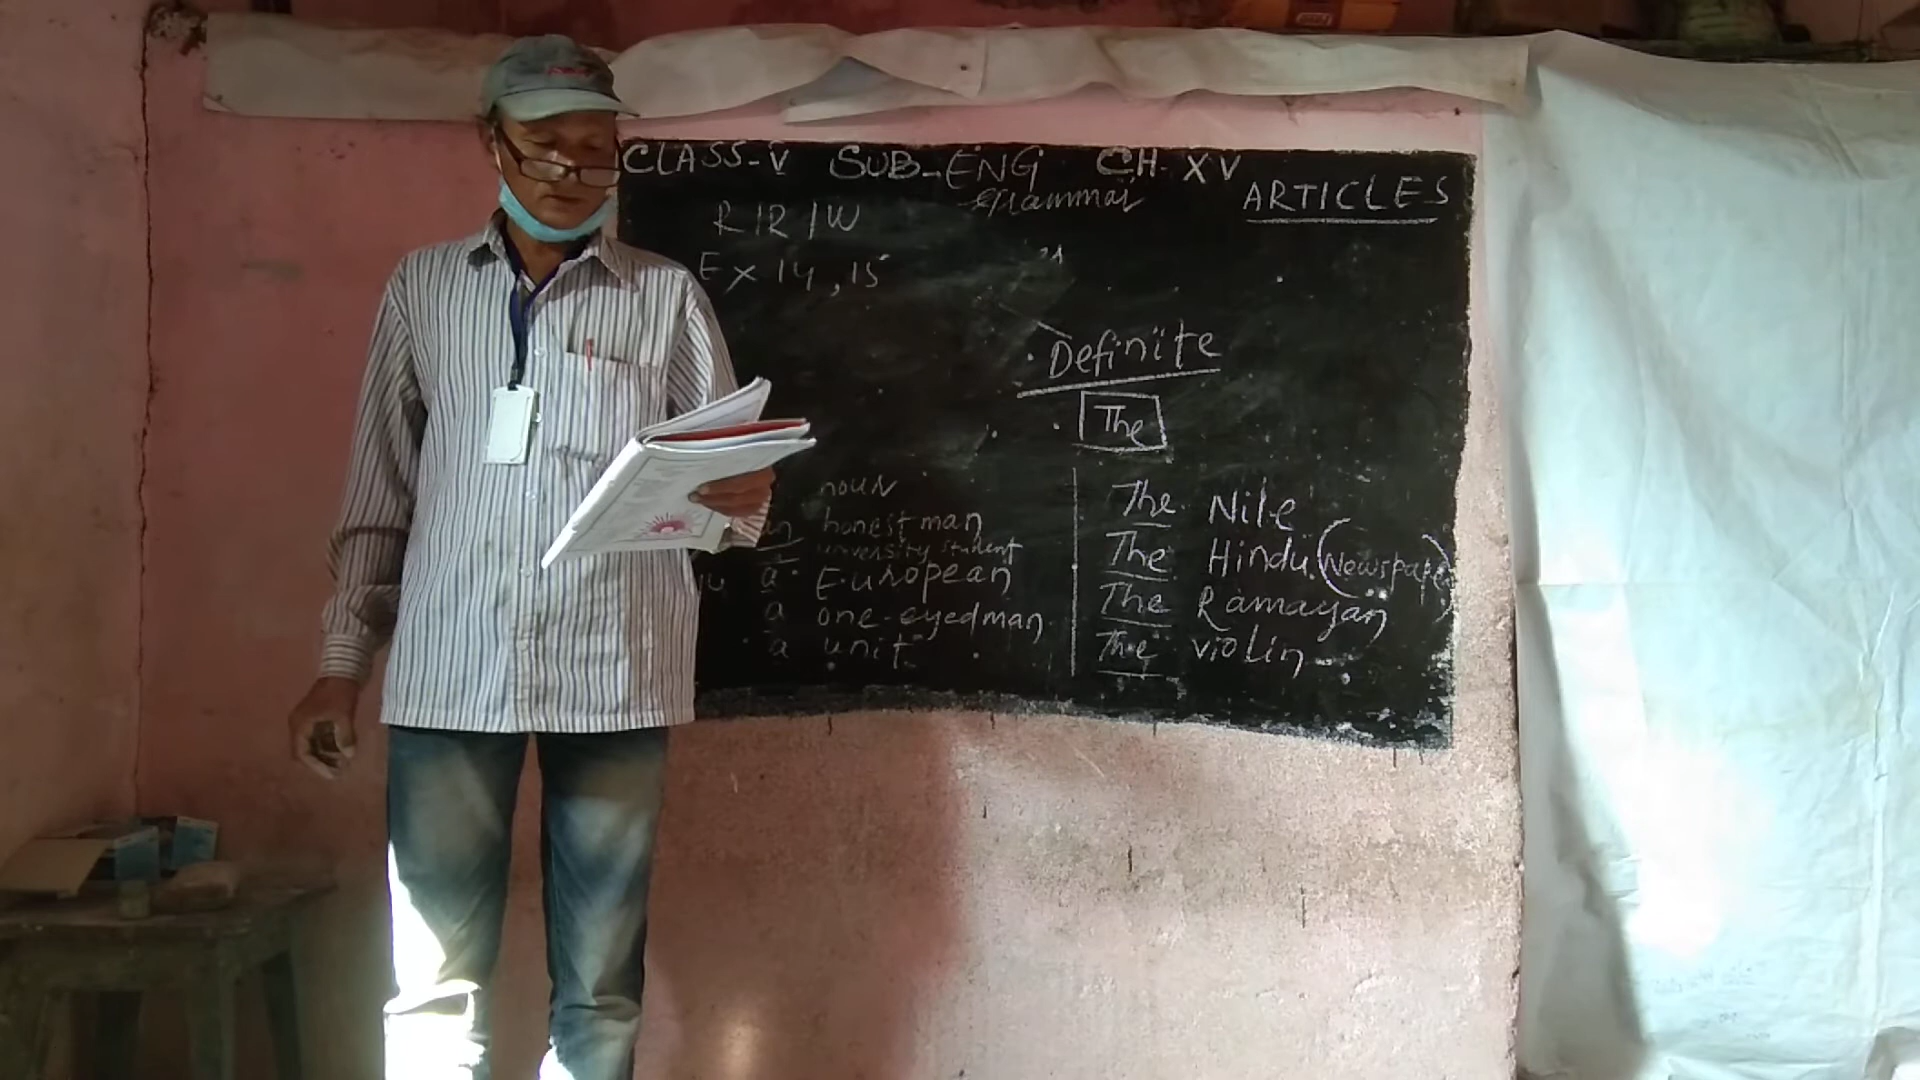 CLASS-V SUB-ENG CH-XV
Grammar
ARTICLES
R/R/W
Ex 14, 15
Definite
The
noun
an honest man
a university student
a European
a one-eyed man
a unit
The Nile
The Hindu (Newspaper)
The Ramayan
The violin